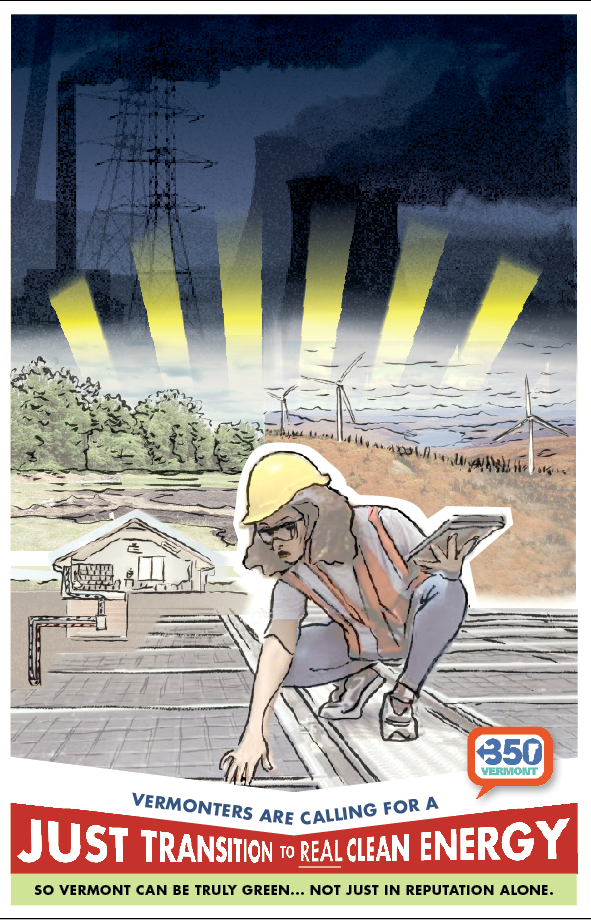 350
VERMONT
VERMONTERS ARE CALLING FOR A
JUST TRANSITION TO REAL CLEAN ENERGY
SO VERMONT CAN BE TRULY GREEN... NOT JUST IN REPUTATION ALONE.